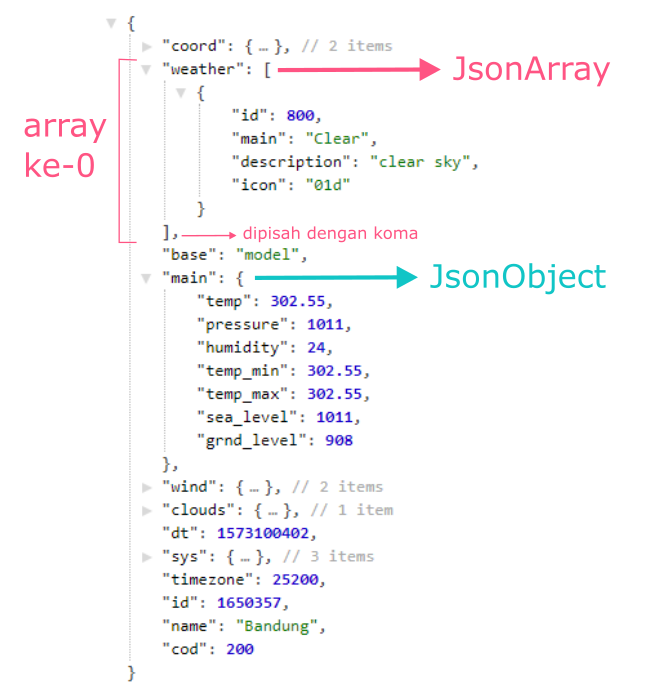 {
"coord": { … }, // 2 items
"weather": [ JsonArray
{
array
ke-0
"id": 800,
"main": "Clear",
"description": "clear sky",
"icon": "01d"
}
], dipisah dengan koma
"base": "model",
"main": { JsonObject
"temp": 302.55,
"pressure": 1011,
"humidity": 24,
"temp_min": 302.55,
"temp_max": 302.55,
"sea_level": 1011,
"grnd_level": 908
},
"wind": { … }, // 2 items
"clouds": { … }, // 1 item
"dt": 1573100402,
"sys": { … }, // 3 items
"timezone": 25200,
"id": 1650357,
"name": "Bandung",
"cod": 200
}